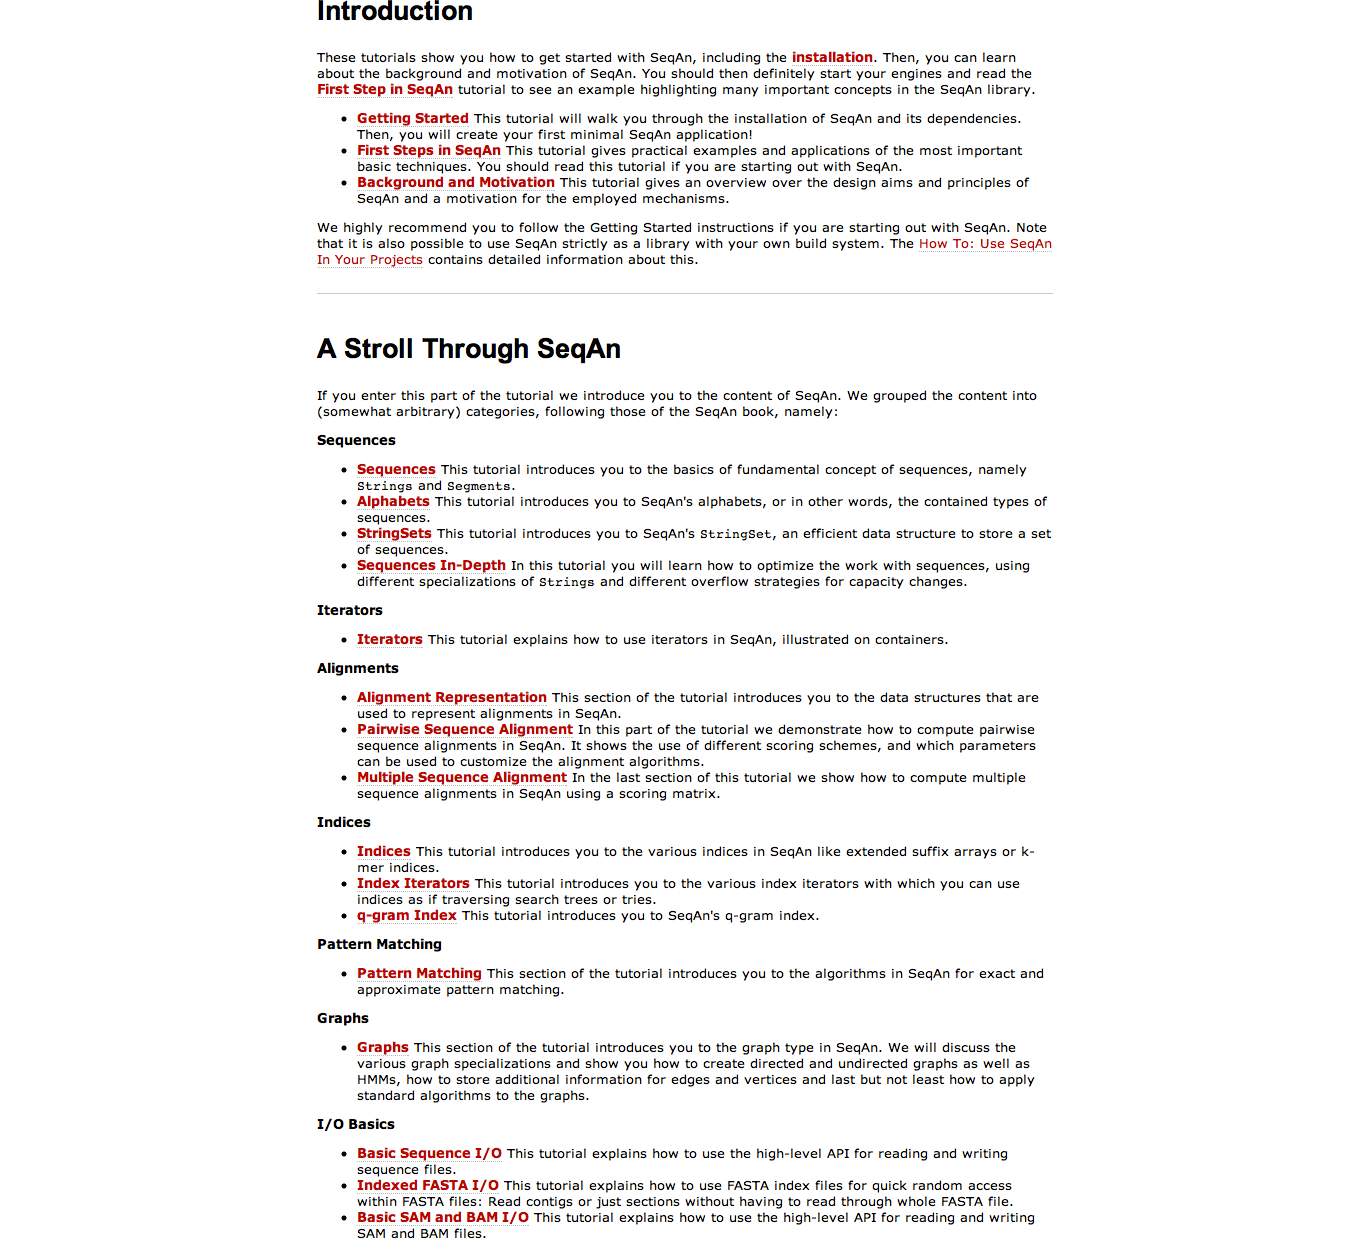 Introduction
These tutorials show you how to get started with SeqAn, including the installation. Then, you can learn
about the background and motivation of SeqAn. You should then definitely start your engines and read the
First Step in SeqAn tutorial to see an example highlighting many important concepts in the SeqAn library.
• Getting Started This tutorial will walk you through the installation of SeqAn and its dependencies.
Then, you will create your first minimal SeqAn application!
• First Steps in SeqAn This tutorial gives practical examples and applications of the most important
basic techniques. You should read this tutorial if you are starting out with SeqAn.
• Background and Motivation This tutorial gives an overview over the design aims and principles of
SeqAn and a motivation for the employed mechanisms.
We highly recommend you to follow the Getting Started instructions if you are starting out with SeqAn. Note
that it is also possible to use SeqAn strictly as a library with your own build system. The How To: Use SeqAn
In Your Projects contains detailed information about this.
A Stroll Through SeqAn
If you enter this part of the tutorial we introduce you to the content of SeqAn. We grouped the content into
(somewhat arbitrary) categories, following those of the SeqAn book, namely:
Sequences
• Sequences This tutorial introduces you to the basics of fundamental concept of sequences, namely
Strings and Segments.
• Alphabets This tutorial introduces you to SeqAn's alphabets, or in other words, the contained types of
sequences.
• StringSets This tutorial introduces you to SeqAn's StringSet, an efficient data structure to store a set
of sequences.
• Sequences In-Depth In this tutorial you will learn how to optimize the work with sequences, using
different specializations of Strings and different overflow strategies for capacity changes.
Iterators
• Iterators This tutorial explains how to use iterators in SeqAn, illustrated on containers.
Alignments
• Alignment Representation This section of the tutorial introduces you to the data structures that are
used to represent alignments in SeqAn.
• Pairwise Sequence Alignment In this part of the tutorial we demonstrate how to compute pairwise
sequence alignments in SeqAn. It shows the use of different scoring schemes, and which parameters
can be used to customize the alignment algorithms.
• Multiple Sequence Alignment In the last section of this tutorial we show how to compute multiple
sequence alignments in SeqAn using a scoring matrix.
Indices
• Indices This tutorial introduces you to the various indices in SeqAn like extended suffix arrays or k-
mer indices.
• Index Iterators This tutorial introduces you to the various index iterators with which you can use
indices as if traversing search trees or tries.
• q-gram Index This tutorial introduces you to SeqAn's q-gram index.
Pattern Matching
• Pattern Matching This section of the tutorial introduces you to the algorithms in SeqAn for exact and
approximate pattern matching.
Graphs
• Graphs This section of the tutorial introduces you to the graph type in SeqAn. We will discuss the
various graph specializations and show you how to create directed and undirected graphs as well as
HMMs, how to store additional information for edges and vertices and last but not least how to apply
standard algorithms to the graphs.
I/O Basics
• Basic Sequence I/O This tutorial explains how to use the high-level API for reading and writing
sequence files.
• Indexed FASTA I/O This tutorial explains how to use FASTA index files for quick random access
within FASTA files: Read contigs or just sections without having to read through whole FASTA file.
• Basic SAM and BAM I/O This tutorial explains how to use the high-level API for reading and writing
SAM and BAM files.